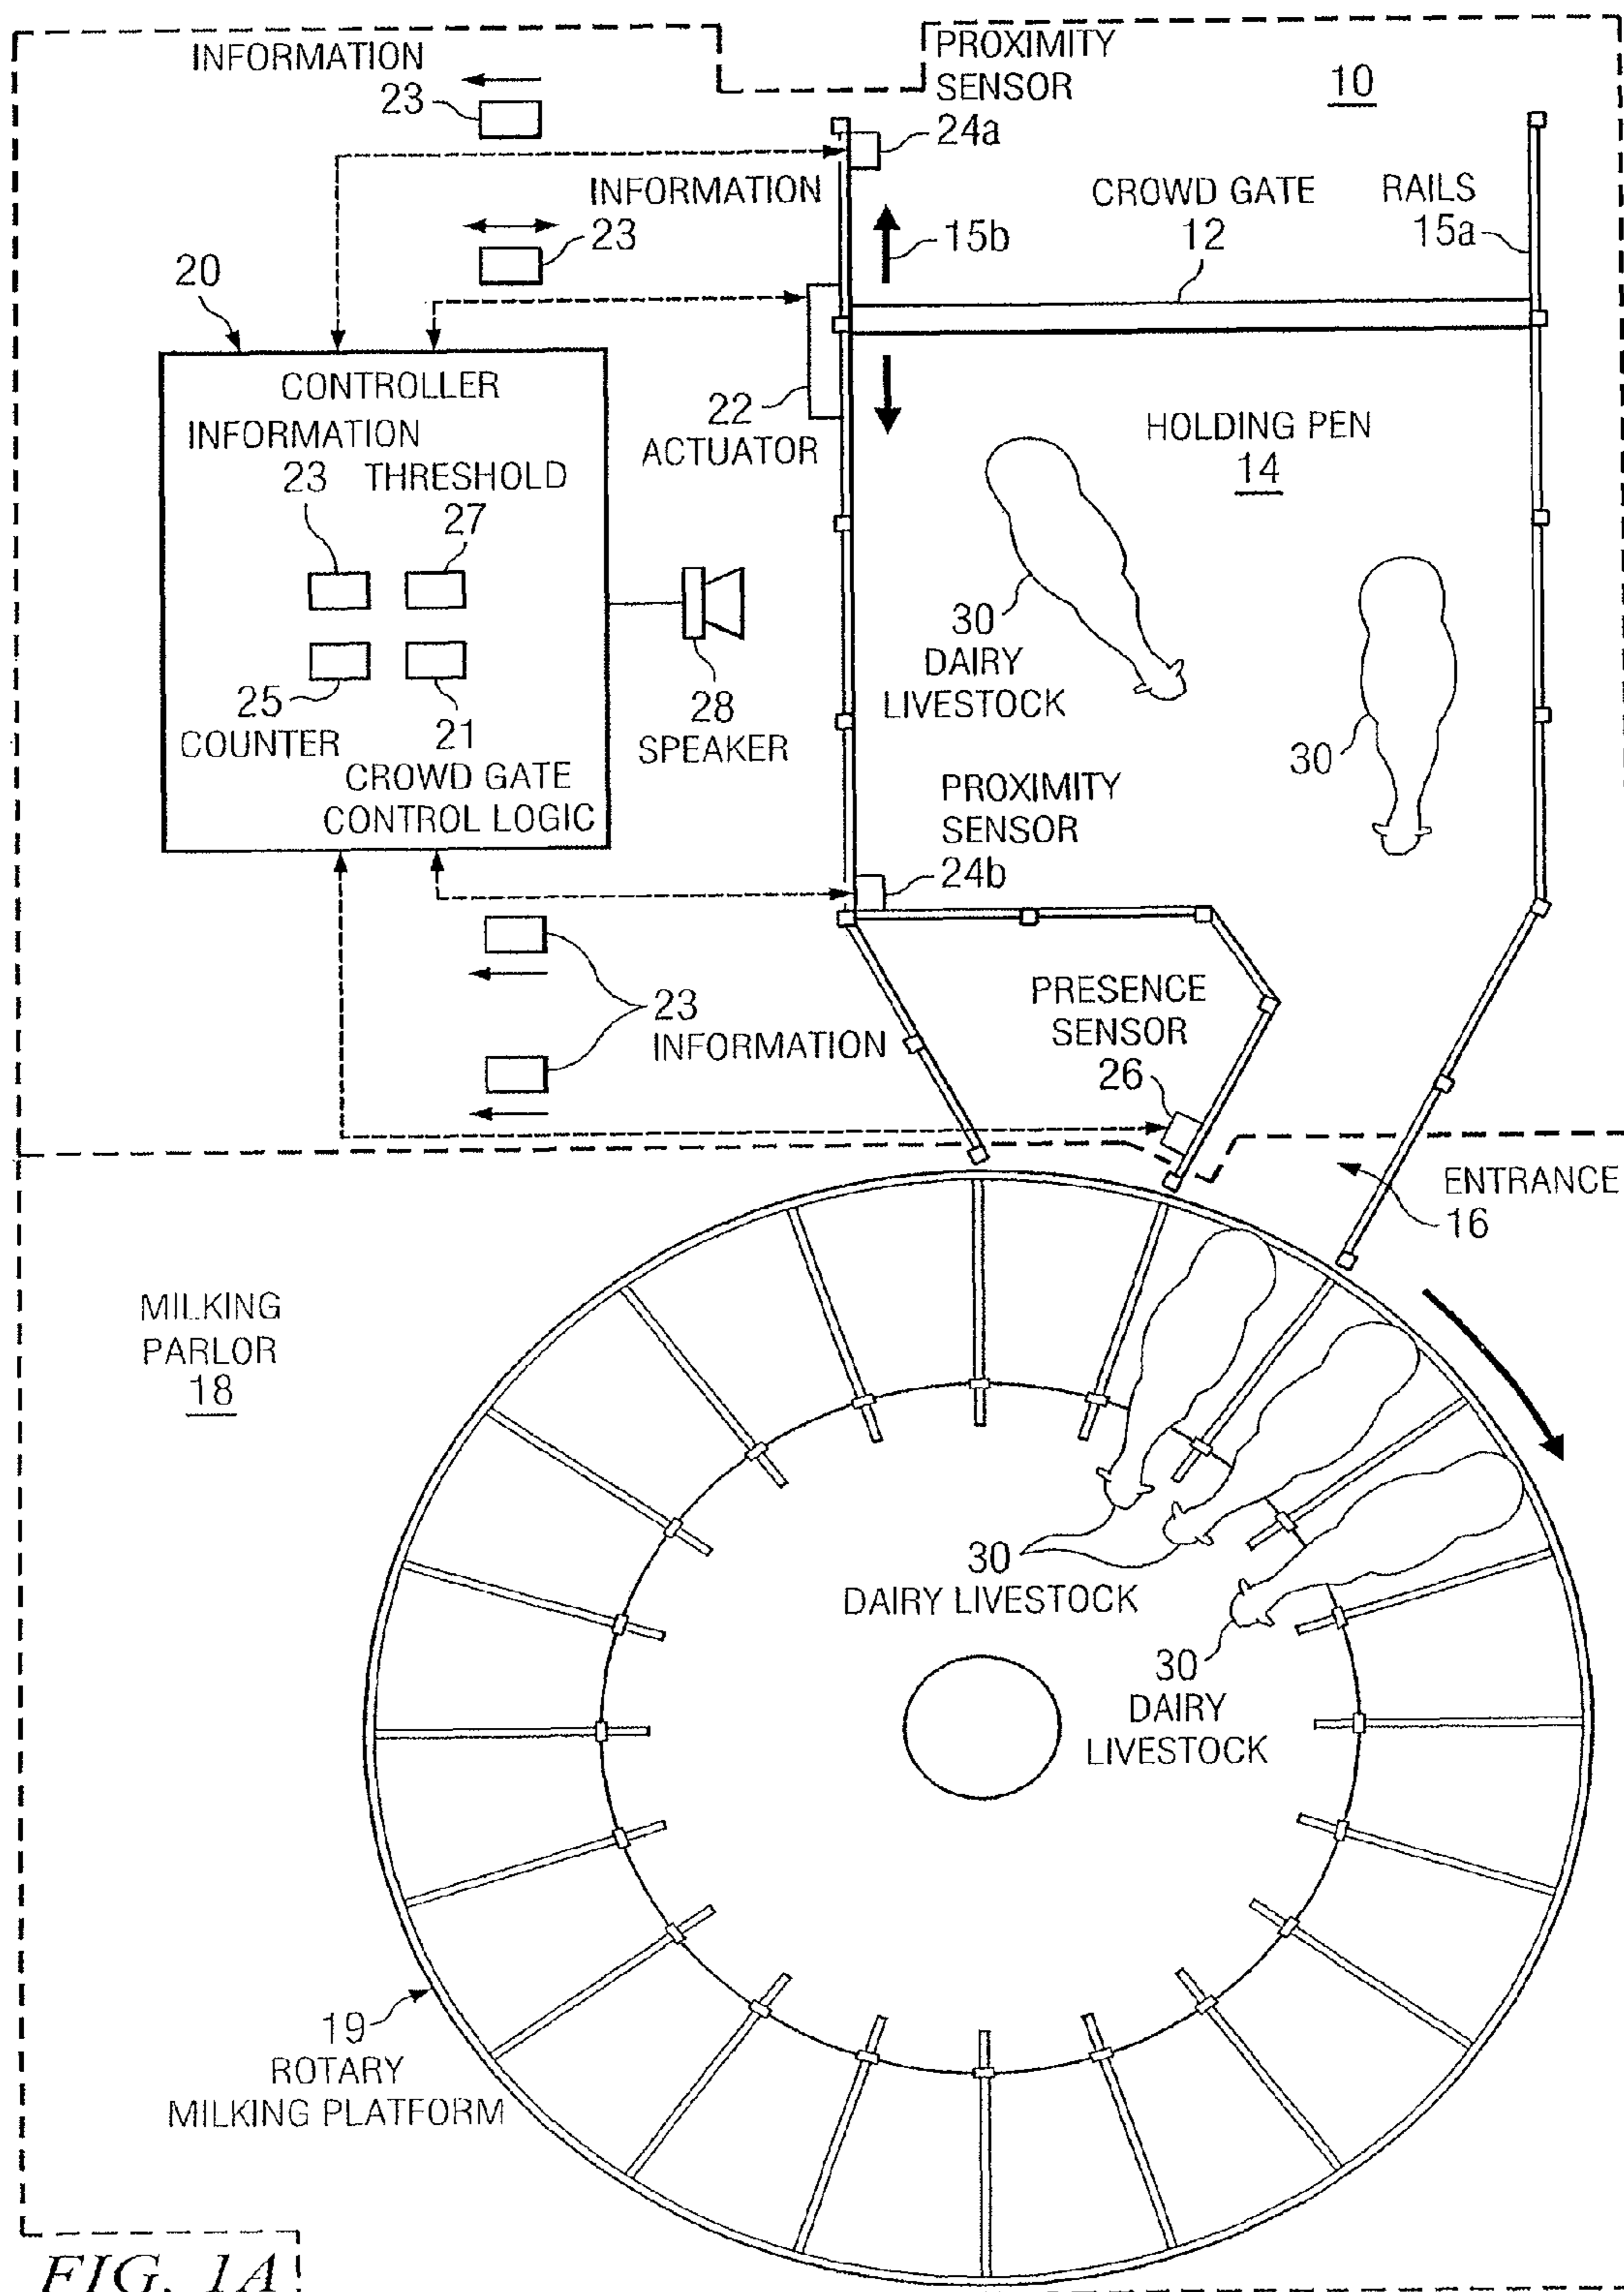 INFORMATION
23
PROXIMITY
SENSOR
24a
10
INFORMATION
23
15b
CROWD GATE
12
RAILS
15a
20
CONTROLLER
INFORMATION
23
THRESHOLD
27
25
COUNTER
21
CROWD GATE
CONTROL LOGIC
22
ACTUATOR
28
SPEAKER
HOLDING PEN
14
30
DAIRY
LIVESTOCK
30
PROXIMITY
SENSOR
24b
23
INFORMATION
PRESENCE
SENSOR
26
ENTRANCE
16
MILKING
PARLOR
18
30
DAIRY LIVESTOCK
30
DAIRY
LIVESTOCK
19
ROTARY
MILKING PLATFORM
FIG. 1A